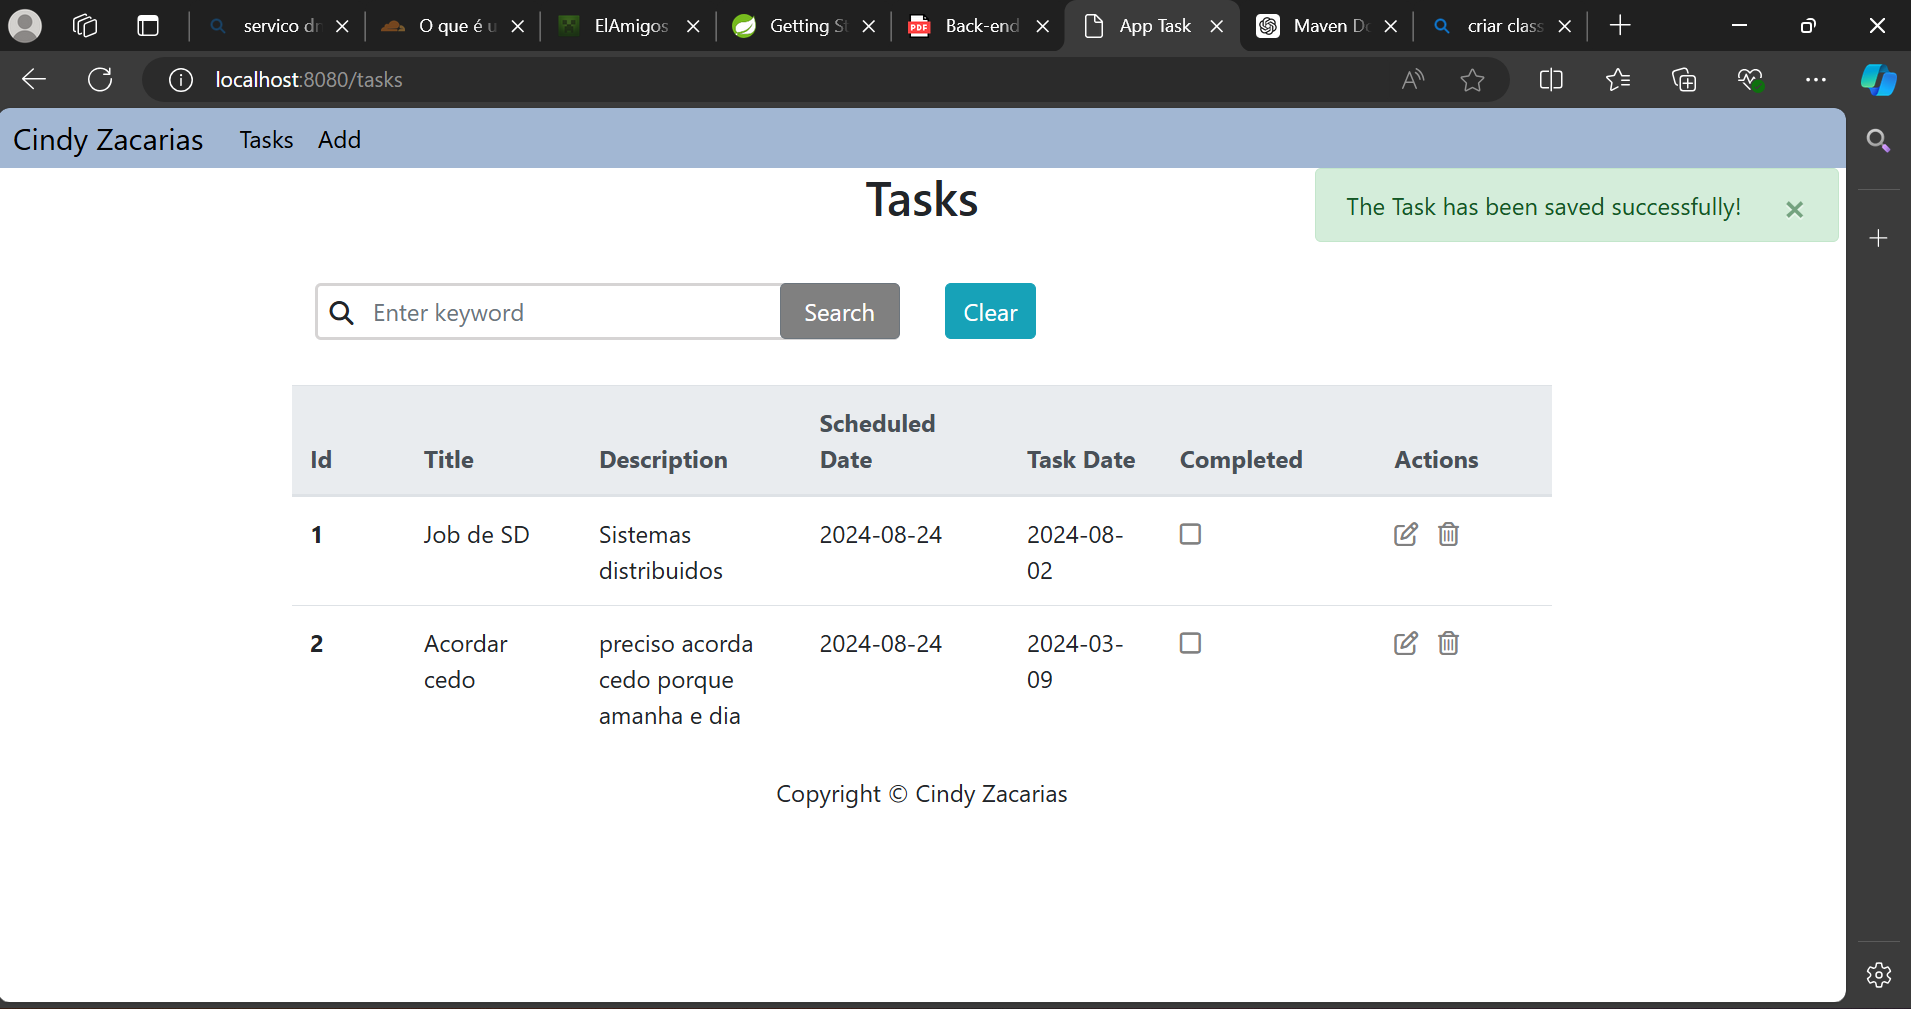 servico dn
O que é u
ElAmigos
Getting St
Back-end
App Task
Maven De
criar class
localhost:8080/tasks
Cindy Zacarias Tasks Add
Tasks
The Task has been saved successfully!
Enter keyword
Search
Clear
Id Title Description Scheduled Date Task Date Completed Actions
1 Job de SD Sistemas distribuidos 2024-08-24 2024-08-02
2 Acordar cedo preciso acorda cedo porque amanha e dia 2024-08-24 2024-03-09
Copyright © Cindy Zacarias